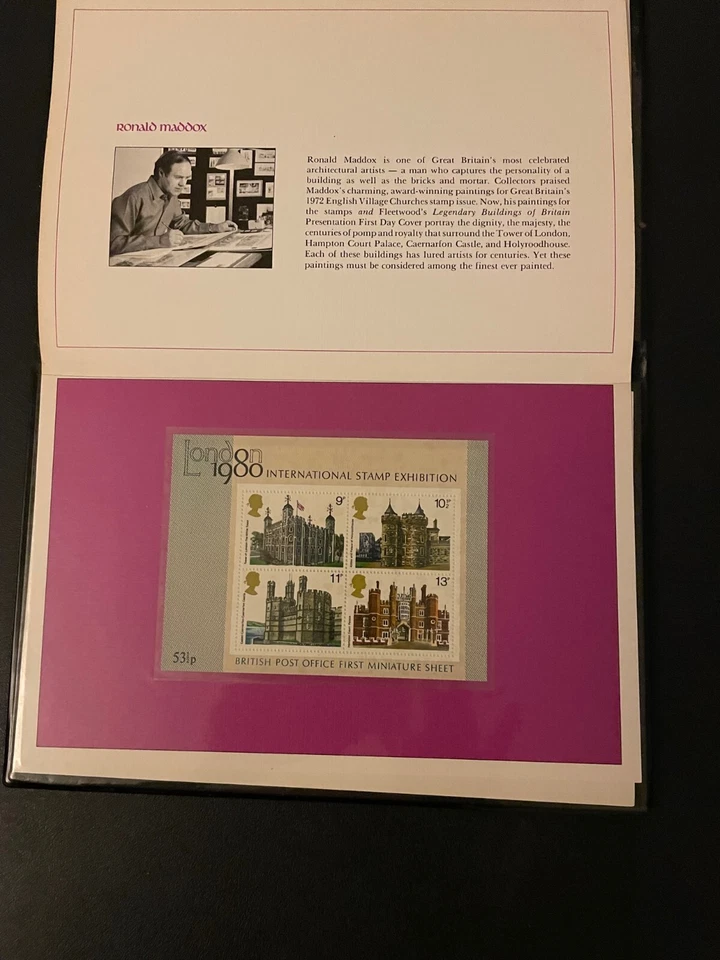 Ronald Maddox
Ronald Maddox is one of Great Britain's most celebrated
architectural artists — a man who captures the personality of a
building as well as the bricks and mortar. Collectors praised
Maddox's charming, award-winning paintings for Great Britain's
1972 English Village Churches stamp issue. Now, his paintings for
the stamps and Fleetwood's Legendary Buildings of Britain
Presentation First Day Cover portray the dignity, the majesty, the
centuries of pomp and royalty that surround the Tower of London,
Hampton Court Palace, Caernarfon Castle, and Holyroodhouse.
Each of these buildings has lured artists for centuries. Yet these
paintings must be considered among the finest ever painted.
London
1980 INTERNATIONAL STAMP EXHIBITION
9p
10½p
11p
13p
53½p
BRITISH POST OFFICE FIRST MINIATURE SHEET